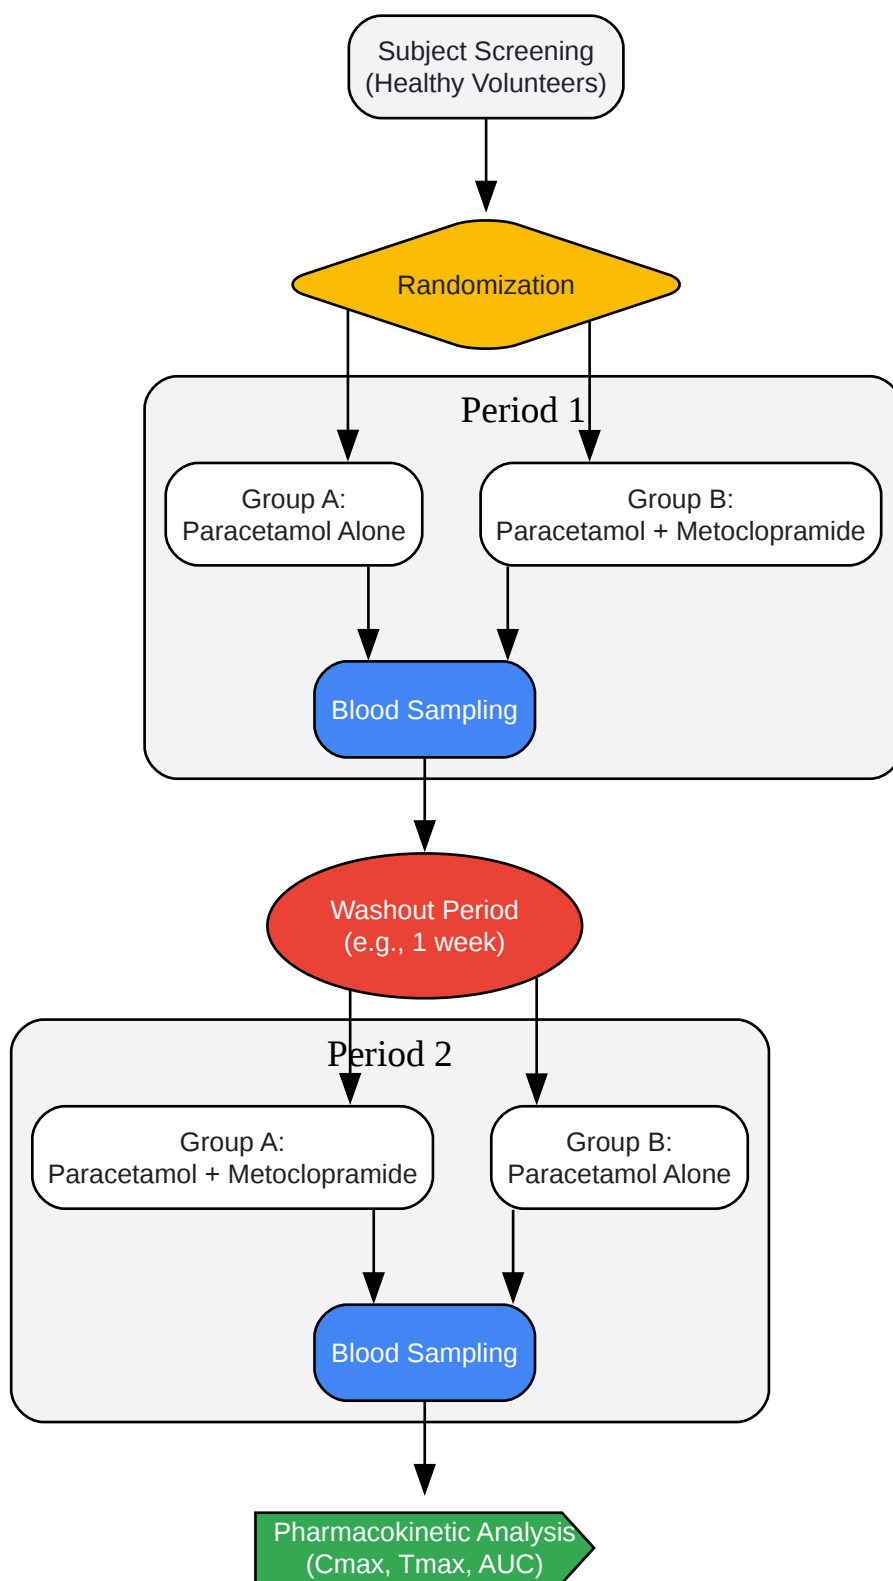 Subject Screening
(Healthy Volunteers)
Randomization
Period 1
Group A:
Paracetamol Alone
Group B:
Paracetamol + Metoclopramide
Blood Sampling
Washout Period
(e.g., 1 week)
Period 2
Group A:
Paracetamol + Metoclopramide
Group B:
Paracetamol Alone
Blood Sampling
Pharmacokinetic Analysis
(Cmax, Tmax, AUC)